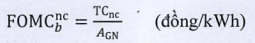 FOMC_b^nc = TC_nc / A_GN (đồng/kWh)